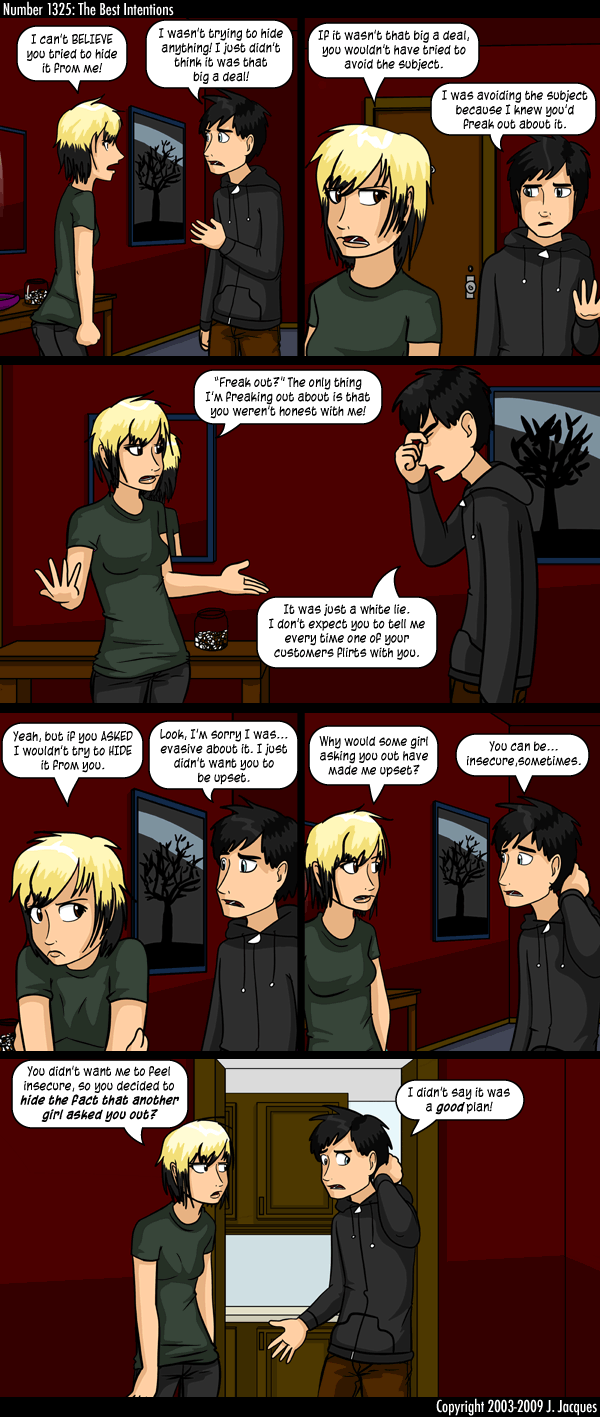 Number 1325: The Best Intentions
I can't BELIEVE
you tried to hide
it from me!
I wasn't trying to hide
anything! I just didn't
think it was that
big a deal!
If it wasn't that big a deal,
you wouldn't have tried to
avoid the subject.
I was avoiding the subject
because I knew you'd
freak out about it.
"Freak out?" The only thing
I'm freaking out about is that
you weren't honest with me!
It was just a white lie.
I don't expect you to tell me
every time one of your
customers flirts with you.
Yeah, but if you ASKED
I wouldn't try to HIDE
it from you.
Look, I'm sorry I was...
evasive about it. I just
didn't want you to
be upset.
Why would some girl
asking you out have
made me upset?
You can be...
insecure,sometimes.
You didn't want me to feel
insecure, so you decided to
hide the fact that another
girl asked you out?
I didn't say it was
a good plan!
Copyright 2003-2009 J. Jacques